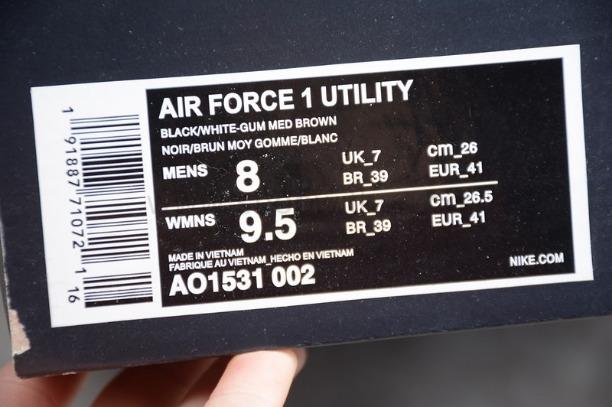 AIR FORCE 1 UTILITY
BLACK/WHITE-GUM MED BROWN
NOIR/BRUN MOY GOMME/BLANC
MENS 8 UK_7 cm_26
BR_39 EUR_41
WMNS 9.5 UK_7 cm_26.5
BR_39 EUR_41
MADE IN VIETNAM
FABRIQUE AU VIETNAM_HECHO EN VIETNAM
AO1531 002
NIKE.COM
1 91887 71072 1 16